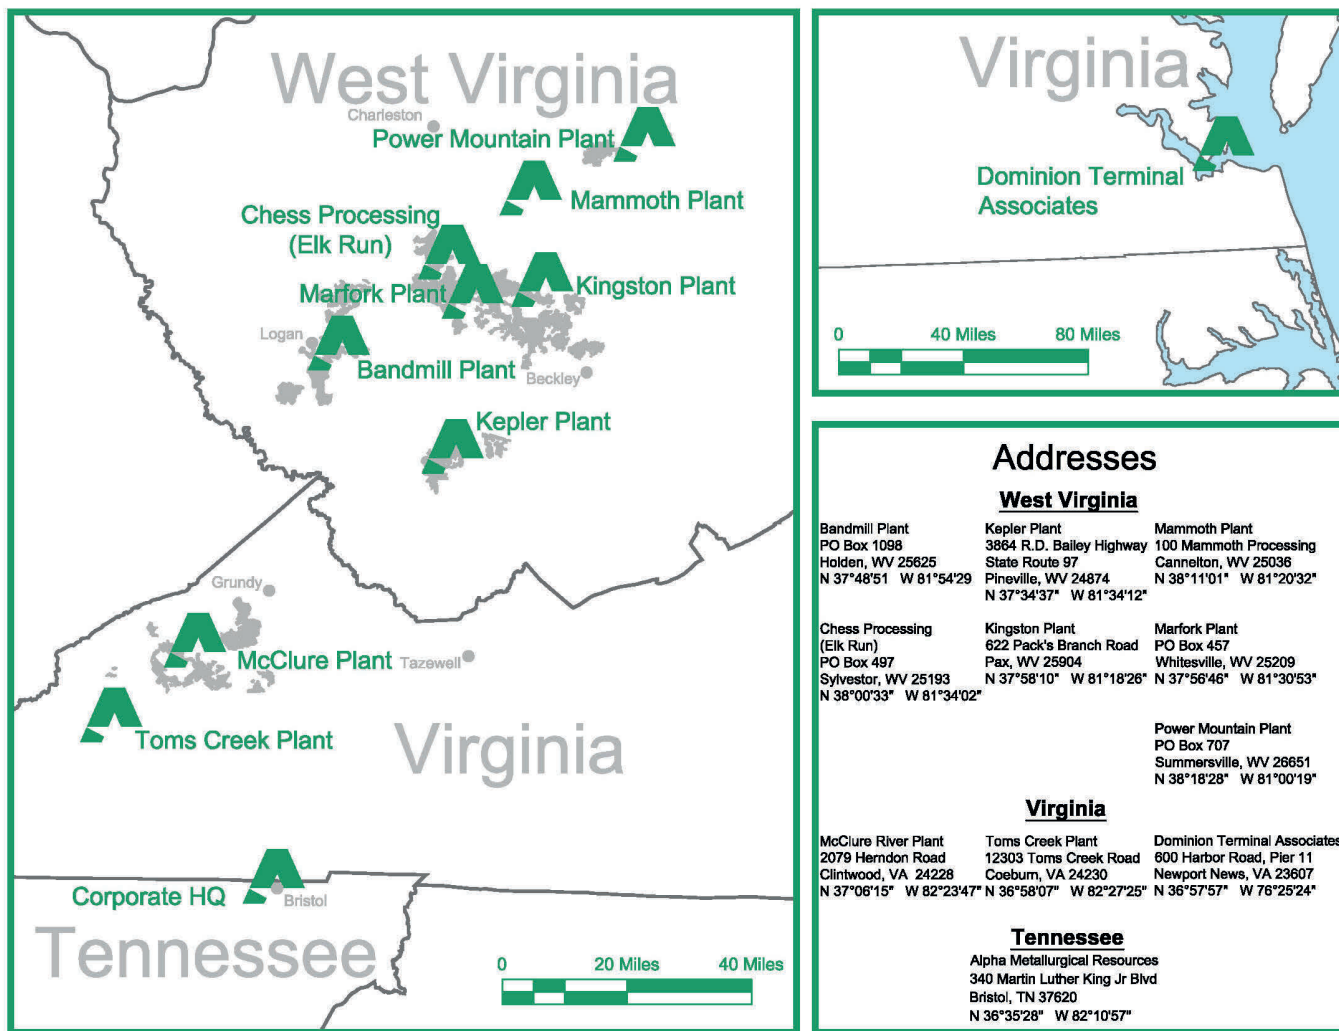 West Virginia
Charleston
Power Mountain Plant
Mammoth Plant
Chess Processing
(Elk Run)
Kingston Plant
Marfork Plant
Logan
Bandmill Plant
Beckley
Kepler Plant
Grundy
McClure Plant
Tazewell
Toms Creek Plant
Virginia
Corporate HQ
Bristol
Tennessee
0 20 Miles 40 Miles
Virginia
Dominion Terminal
Associates
0 40 Miles 80 Miles
Addresses
West Virginia
Bandmill Plant
PO Box 1098
Holden, WV 25625
N 37°48'51 W 81°54'29
Kepler Plant
3864 R.D. Bailey Highway
State Route 97
Pineville, WV 24874
N 37°34'37" W 81°34'12"
Mammoth Plant
100 Mammoth Processing
Cannelton, WV 25036
N 38°11'01" W 81°20'32"
Chess Processing
(Elk Run)
PO Box 497
Sylvestor, WV 25193
N 38°00'33" W 81°34'02"
Kingston Plant
622 Pack's Branch Road
Pax, WV 25904
N 37°58'10" W 81°18'26"
Marfork Plant
PO Box 457
Whitesville, WV 25209
N 37°56'46" W 81°30'53"
Power Mountain Plant
PO Box 707
Summersville, WV 26651
N 38°18'28" W 81°00'19"
Virginia
McClure River Plant
2079 Herndon Road
Clintwood, VA 24228
N 37°06'15" W 82°23'47"
Toms Creek Plant
12303 Toms Creek Road
Coeburn, VA 24230
N 36°58'07" W 82°27'25"
Dominion Terminal Associates
600 Harbor Road, Pier 11
Newport News, VA 23607
N 36°57'57" W 76°25'24"
Tennessee
Alpha Metallurgical Resources
340 Martin Luther King Jr Blvd
Bristol, TN 37620
N 36°35'28" W 82°10'57"